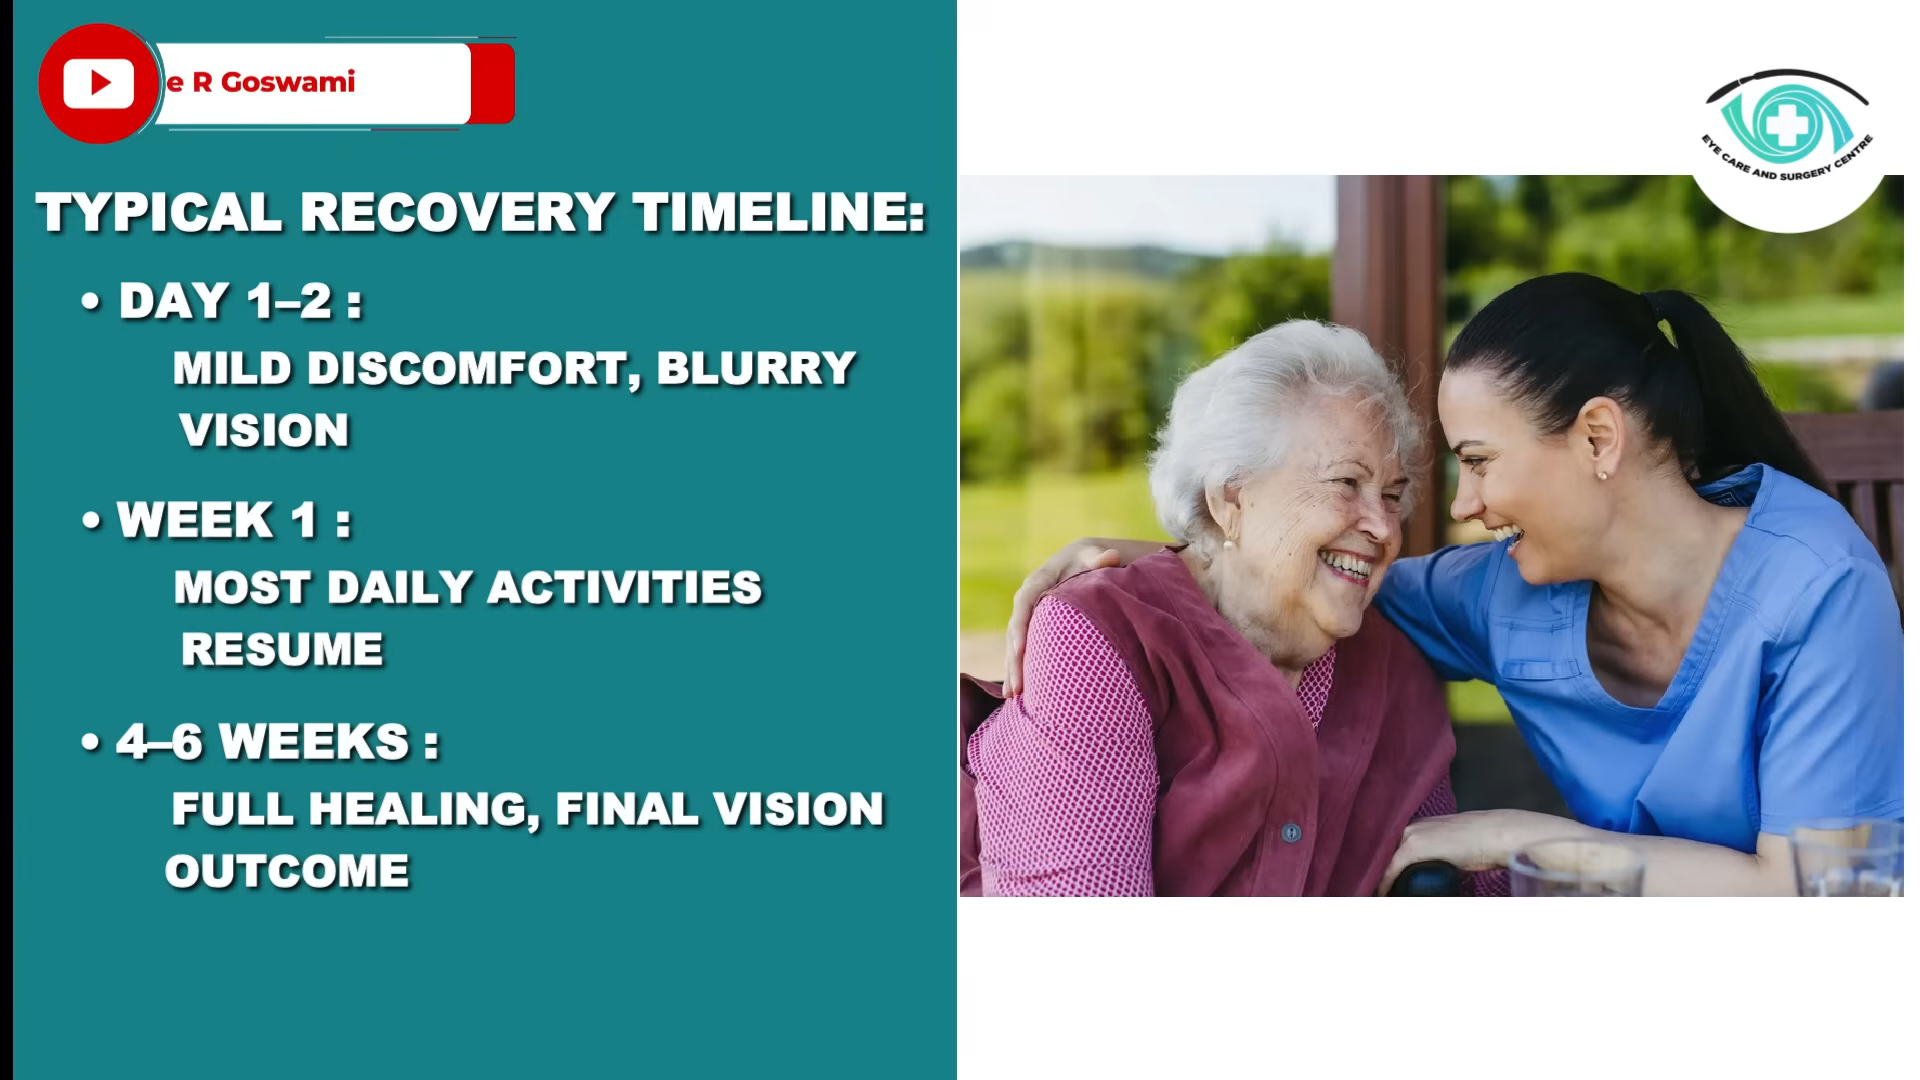 e R Goswami
EYE CARE AND SURGERY CENTRE
TYPICAL RECOVERY TIMELINE:
• DAY 1–2 :
MILD DISCOMFORT, BLURRY
VISION
• WEEK 1 :
MOST DAILY ACTIVITIES
RESUME
• 4–6 WEEKS :
FULL HEALING, FINAL VISION
OUTCOME